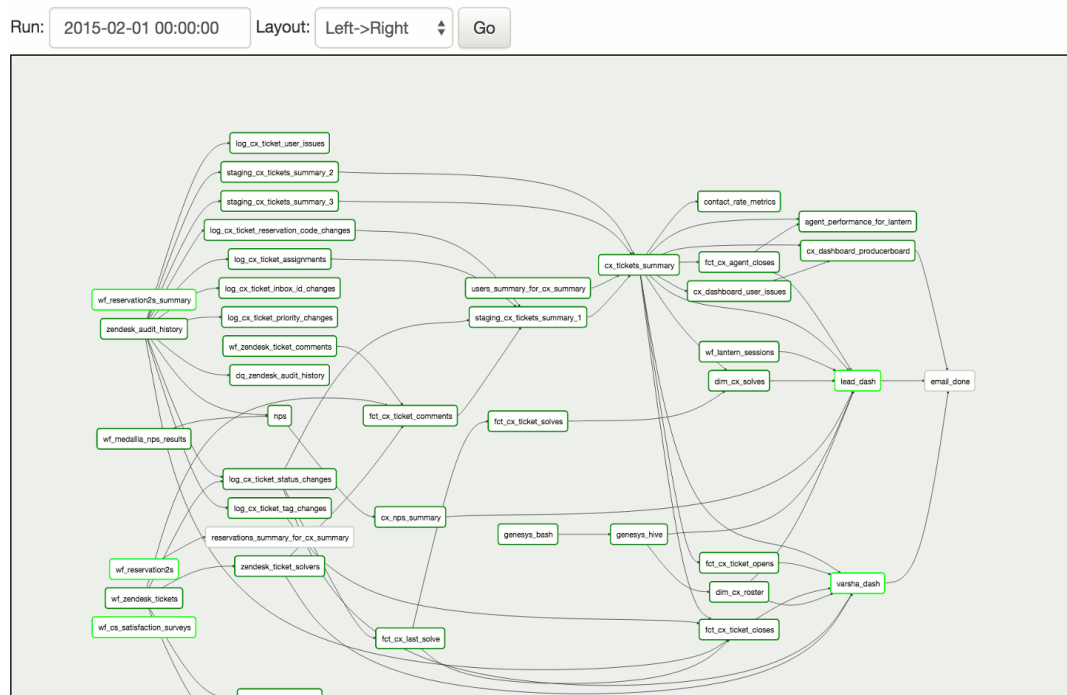 Run: 2015-02-01 00:00:00 Layout: Left->Right Go
log_cx_ticket_user_issues
staging_cx_tickets_summary_2
staging_cx_tickets_summary_3
log_cx_ticket_reservation_code_changes
log_cx_ticket_assignments
wf_reservation2s_summary
log_cx_ticket_inbox_id_changes
zendesk_audit_history
log_cx_ticket_priority_changes
wf_zendesk_ticket_comments
dq_zendesk_audit_history
nps
wf_medallia_nps_results
log_cx_ticket_status_changes
log_cx_ticket_tag_changes
reservations_summary_for_cx_summary
wf_reservation2s
zendesk_ticket_solvers
wf_zendesk_tickets
wf_cs_satisfaction_surveys
users_summary_for_cx_summary
staging_cx_tickets_summary_1
fct_cx_ticket_comments
fct_cx_ticket_solves
cx_nps_summary
genesys_bash
genesys_hive
fct_cx_last_solve
cx_tickets_summary
contact_rate_metrics
agent_performance_for_lantern
cx_dashboard_producerboard
fct_cx_agent_closes
cx_dashboard_user_issues
wf_lantern_sessions
dim_cx_solves
lead_dash
email_done
fct_cx_ticket_opens
dim_cx_roster
varsha_dash
fct_cx_ticket_closes